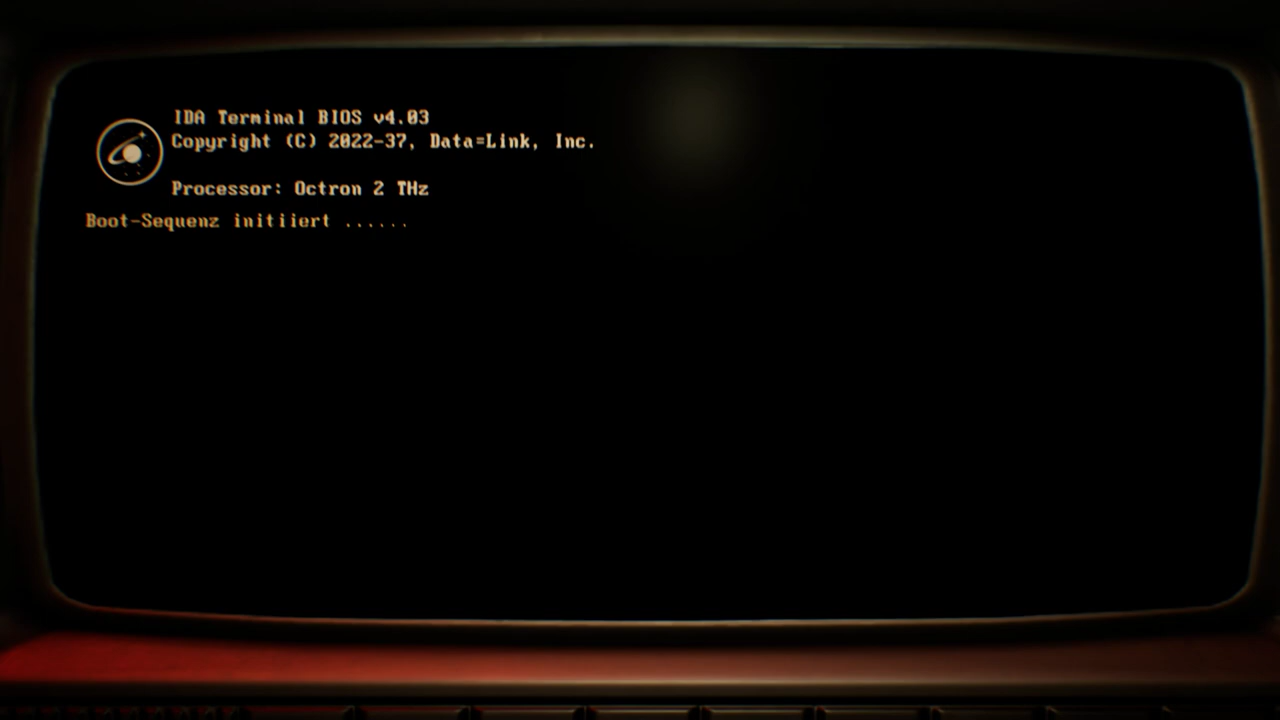 IDA Terminal BIOS v4.03
Copyright (C) 2022-37, Data=Link, Inc.
Processor: Octron 2 THz
Boot-Sequenz initiiert ......